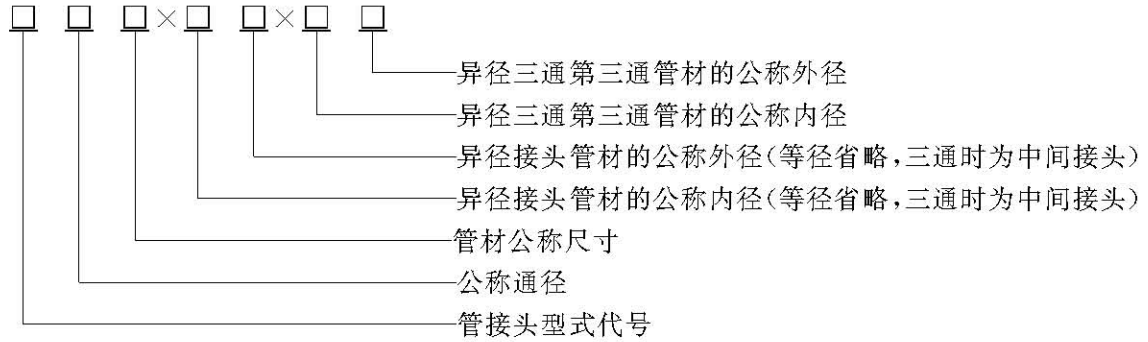 □ □ □×□ □×□ □
异径三通第三通管材的公称外径
异径三通第三通管材的公称内径
异径接头管材的公称外径(等径省略,三通时为中间接头)
异径接头管材的公称内径(等径省略,三通时为中间接头)
管材公称尺寸
公称通径
管接头型式代号